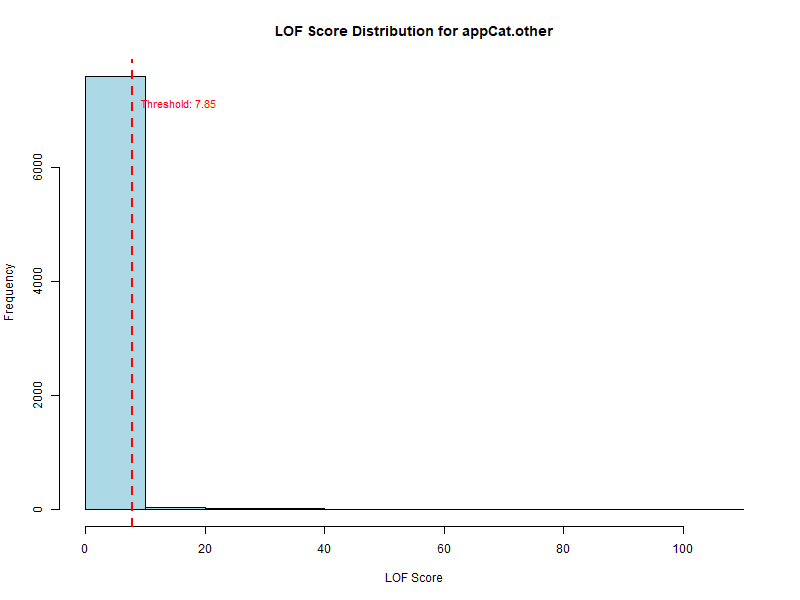 LOF Score Distribution for appCat.other
Threshold: 7.85
Frequency
6000
4000
2000
0
0 20 40 60 80 100
LOF Score